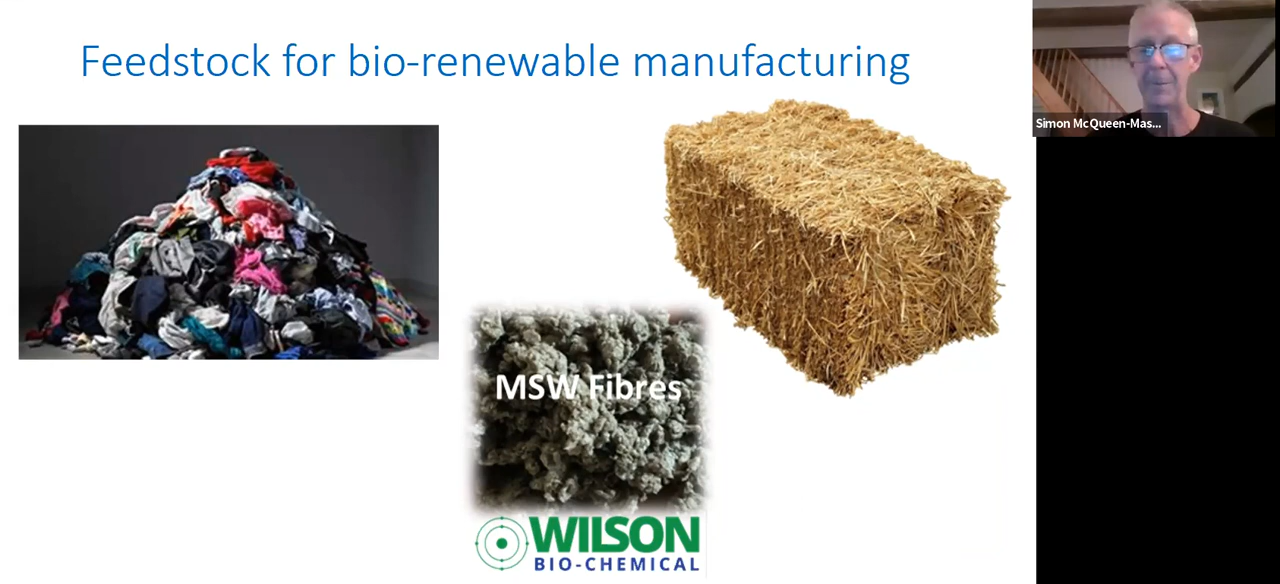 Feedstock for bio-renewable manufacturing
Simon McQueen-Mas...
MSW Fibres
WILSON
BIO-CHEMICAL